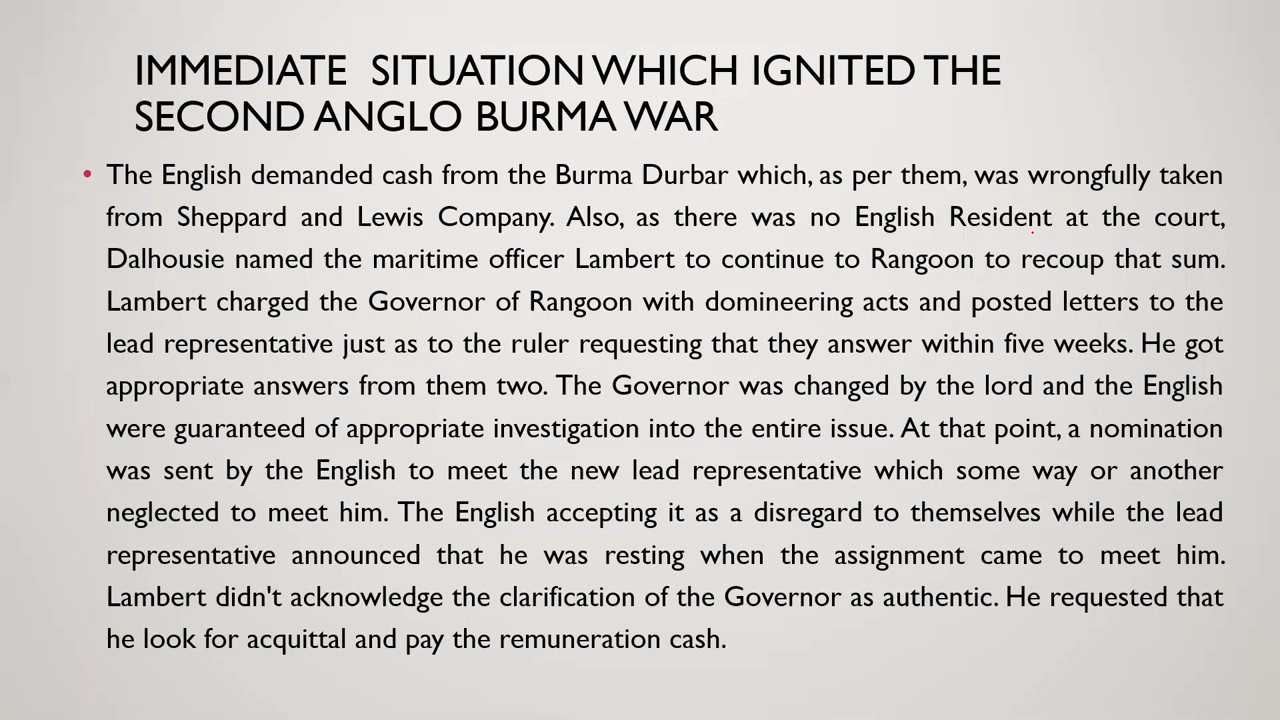 IMMEDIATE SITUATION WHICH IGNITED THE
SECOND ANGLO BURMA WAR
• The English demanded cash from the Burma Durbar which, as per them, was wrongfully taken
from Sheppard and Lewis Company. Also, as there was no English Resident at the court,
Dalhousie named the maritime officer Lambert to continue to Rangoon to recoup that sum.
Lambert charged the Governor of Rangoon with domineering acts and posted letters to the
lead representative just as to the ruler requesting that they answer within five weeks. He got
appropriate answers from them two. The Governor was changed by the lord and the English
were guaranteed of appropriate investigation into the entire issue. At that point, a nomination
was sent by the English to meet the new lead representative which some way or another
neglected to meet him. The English accepting it as a disregard to themselves while the lead
representative announced that he was resting when the assignment came to meet him.
Lambert didn't acknowledge the clarification of the Governor as authentic. He requested that
he look for acquittal and pay the remuneration cash.